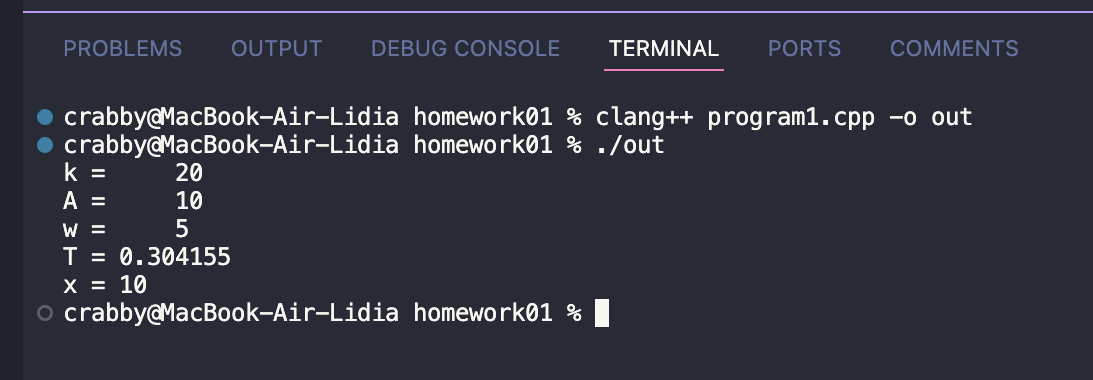 PROBLEMS OUTPUT DEBUG CONSOLE TERMINAL PORTS COMMENTS
crabby@MacBook-Air-Lidia homework01 % clang++ program1.cpp -o out
crabby@MacBook-Air-Lidia homework01 % ./out
k =     20
A =     10
w =     5
T = 0.304155
x = 10
crabby@MacBook-Air-Lidia homework01 %